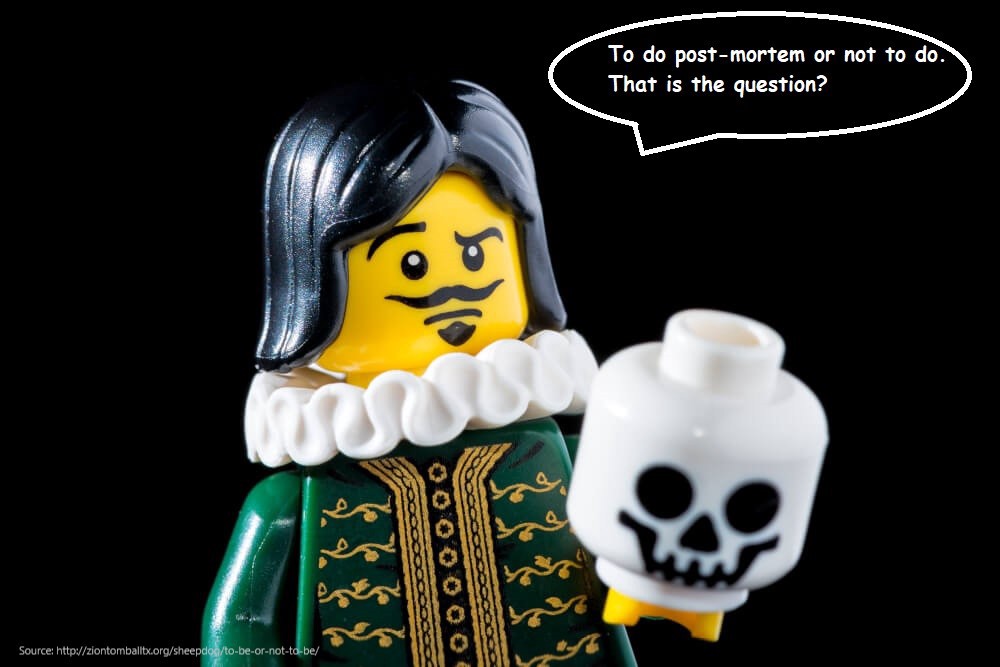 To do post-mortem or not to do.
That is the question?
Source: http://ziontomballtx.org/sheepdog/to-be-or-not-to-be/